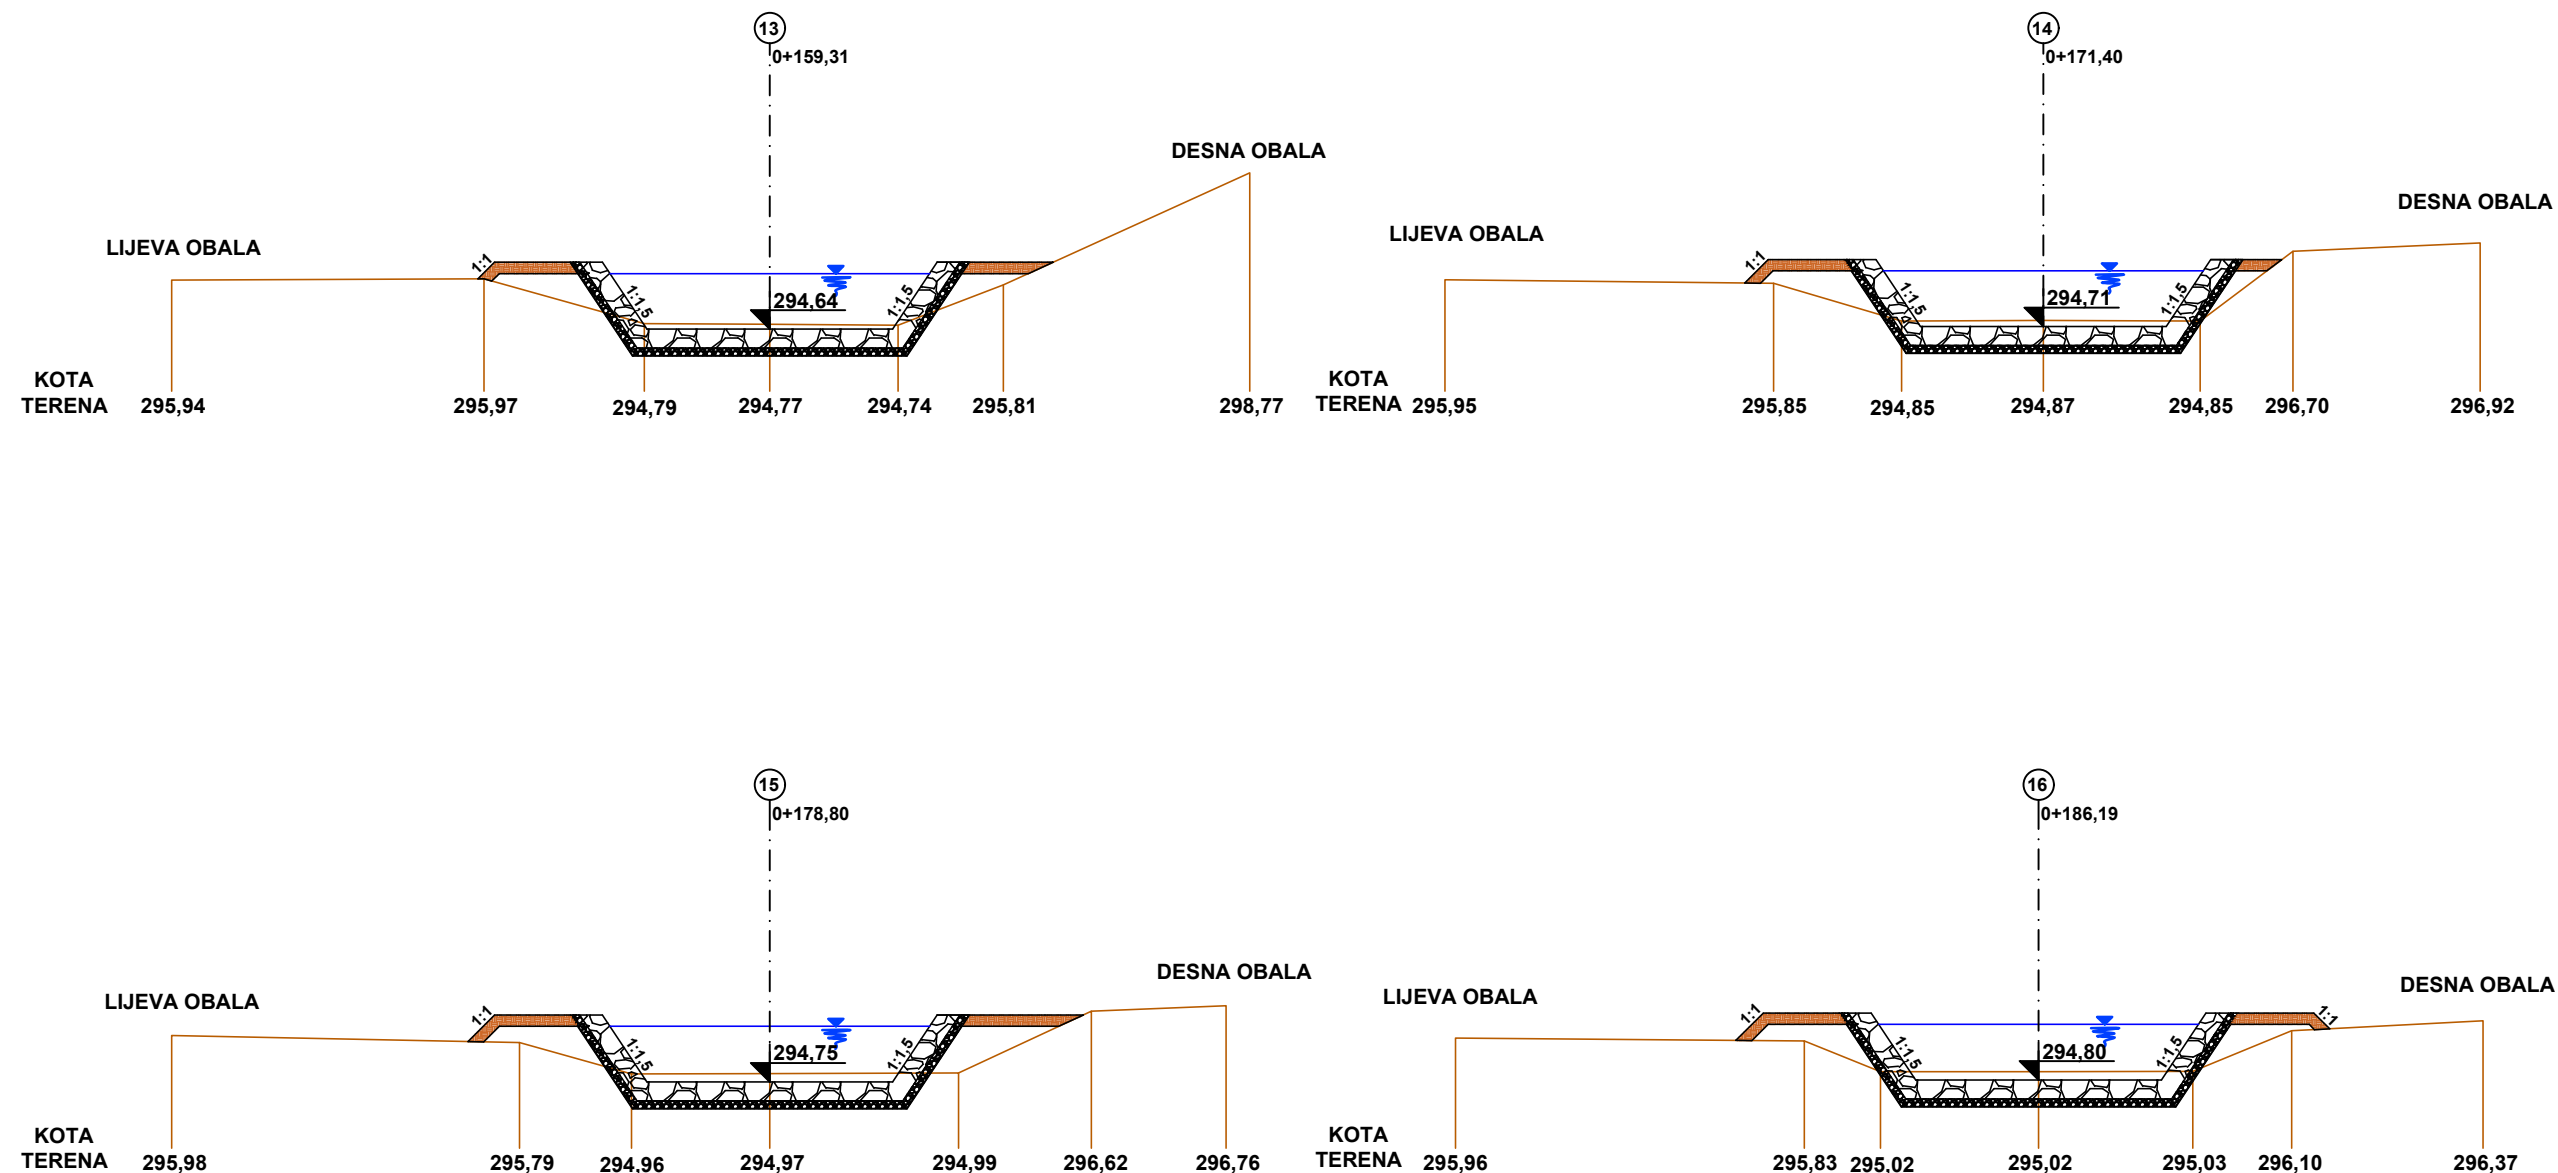 13
0+159,31
DESNA OBALA
LIJEVA OBALA
1:1
1:1,5
294,64
1:1,5
KOTA
TERENA
295,94 295,97 294,79 294,77 294,74 295,81 298,77
14
0+171,40
DESNA OBALA
LIJEVA OBALA
1:1
1:1,5
294,71
1:1,5
KOTA
TERENA
295,95 295,85 294,85 294,87 294,85 296,70 296,92
15
0+178,80
DESNA OBALA
LIJEVA OBALA
1:1
1:1,5
294,75
1:1,5
KOTA
TERENA
295,98 295,79 294,96 294,97 294,99 296,62 296,76
16
0+186,19
DESNA OBALA
LIJEVA OBALA
1:1
1:1
1:1,5
294,80
1:1,5
KOTA
TERENA
295,96 295,83 295,02 295,02 295,03 296,10 296,37